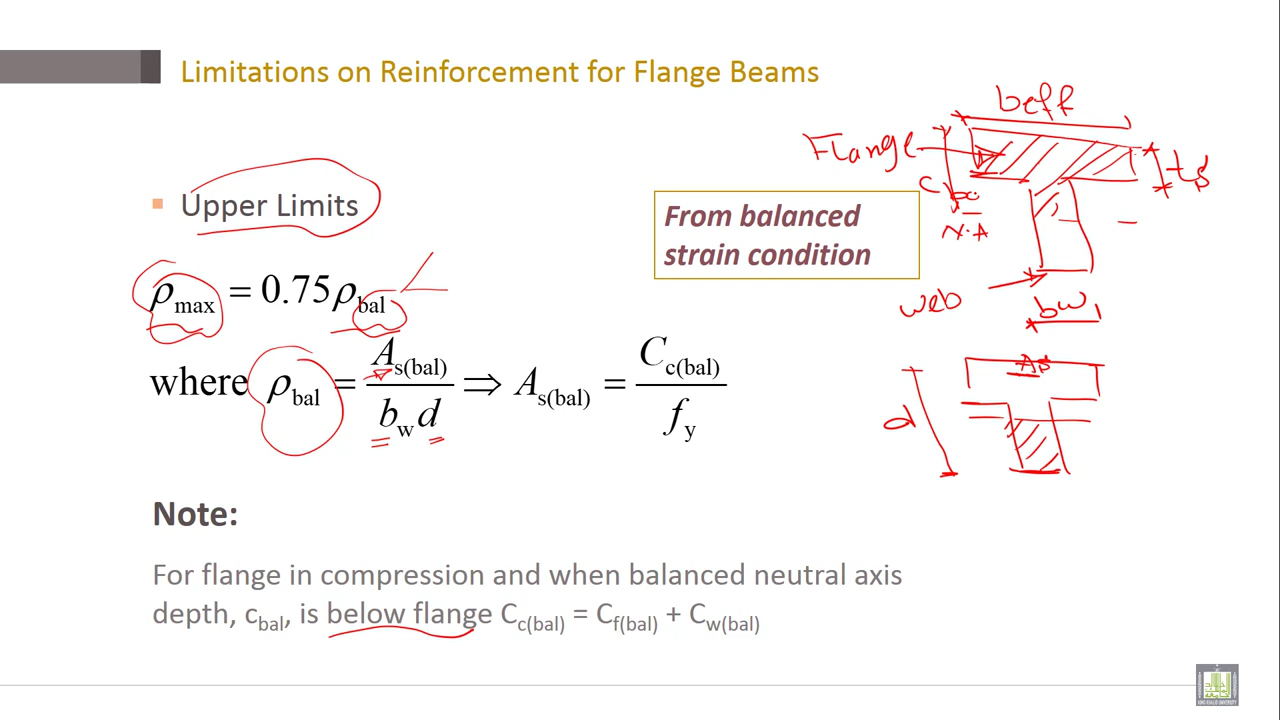 Limitations on Reinforcement for Flange Beams
beff
Flange
ts
Upper Limits
From balanced
strain condition
N.A
ρmax = 0.75ρbal
web
bw
where ρbal = As(bal) / bw d ⇒ As(bal) = Cc(bal) / fy
As
d
Note:
For flange in compression and when balanced neutral axis
depth, cbal, is below flange Cc(bal) = Cf(bal) + Cw(bal)